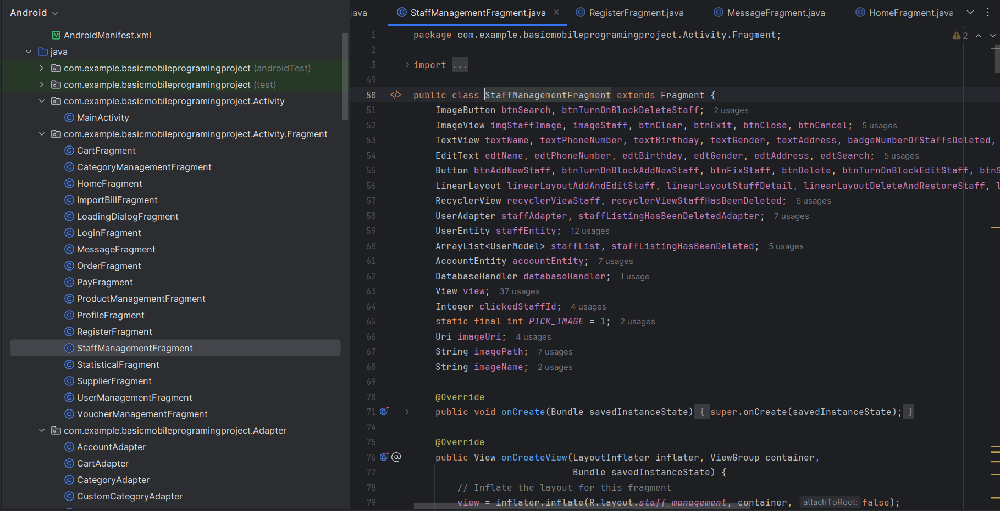 Android
AndroidManifest.xml
java
com.example.basicmobileprogramingproject (androidTest)
com.example.basicmobileprogramingproject (test)
com.example.basicmobileprogramingproject.Activity
MainActivity
com.example.basicmobileprogramingproject.Activity.Fragment
CartFragment
CategoryManagementFragment
HomeFragment
ImportBillFragment
LoadingDialogFragment
LoginFragment
MessageFragment
OrderFragment
PayFragment
ProductManagementFragment
ProfileFragment
RegisterFragment
StaffManagementFragment
StatisticalFragment
SupplierFragment
UserManagementFragment
VoucherManagementFragment
com.example.basicmobileprogramingproject.Adapter
AccountAdapter
CartAdapter
CategoryAdapter
CustomCategoryAdapter
java StaffManagementFragment.java RegisterFragment.java MessageFragment.java HomeFragment.java
1 package com.example.basicmobileprogramingproject.Activity.Fragment; 2
2
3 import ...
49
50 public class StaffManagementFragment extends Fragment {
51 ImageButton btnSearch, btnTurnOnBlockDeleteStaff; 2 usages
52 ImageView imgStaffImage, imageStaff, btnClear, btnExit, btnClose, btnCancel; 5 usages
53 TextView textName, textPhoneNumber, textBirthday, textGender, textAddress, badgeNumberOfStaffsDeleted,
54 EditText edtName, edtPhoneNumber, edtBirthday, edtGender, edtAddress, edtSearch; 5 usages
55 Button btnAddNewStaff, btnTurnOnBlockAddNewStaff, btnFixStaff, btnDelete, btnTurnOnBlockEditStaff, btnS
56 LinearLayout linearLayoutAddAndEditStaff, linearLayoutStaffDetail, linearLayoutDeleteAndRestoreStaff, l
57 RecyclerView recyclerViewStaff, recyclerViewStaffHasBeenDeleted; 6 usages
58 UserAdapter staffAdapter, staffListingHasBeenDeletedAdapter; 7 usages
59 UserEntity staffEntity; 12 usages
60 ArrayList<UserModel> staffList, staffListingHasBeenDeleted; 5 usages
61 AccountEntity accountEntity; 7 usages
62 DatabaseHandler databaseHandler; 1 usage
63 View view; 37 usages
64 Integer clickedStaffId; 4 usages
65 static final int PICK_IMAGE = 1; 2 usages
66 Uri imageUri; 4 usages
67 String imagePath; 7 usages
68 String imageName; 2 usages
69
70 @Override
71 public void onCreate(Bundle savedInstanceState) { super.onCreate(savedInstanceState); }
74
75 @Override
76 public View onCreateView(LayoutInflater inflater, ViewGroup container,
77 Bundle savedInstanceState) {
78 // Inflate the layout for this fragment
79 view = inflater.inflate(R.layout.staff_management, container, attachToRoot: false);